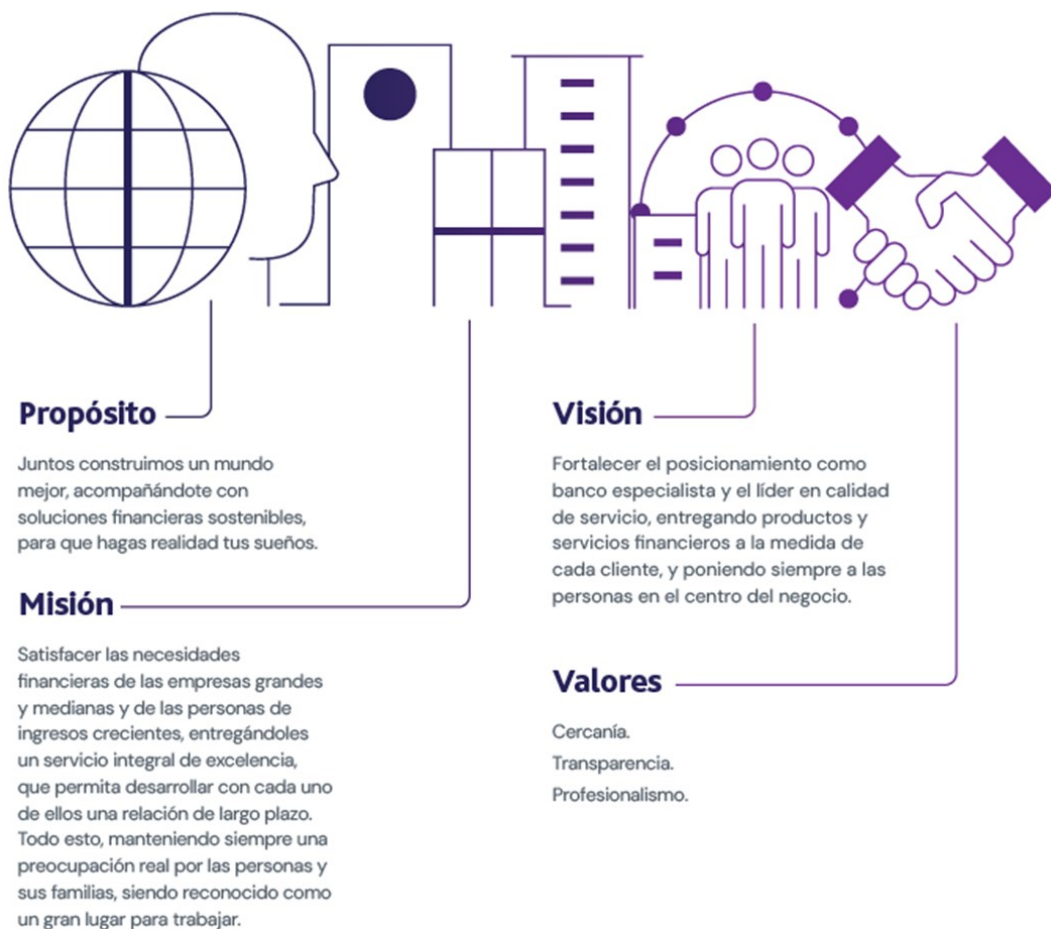 Propósito
Juntos construimos un mundo
mejor, acompañándote con
soluciones financieras sostenibles,
para que hagas realidad tus sueños.
Misión
Satisfacer las necesidades
financieras de las empresas grandes
y medianas y de las personas de
ingresos crecientes, entregándoles
un servicio integral de excelencia,
que permita desarrollar con cada uno
de ellos una relación de largo plazo.
Todo esto, manteniendo siempre una
preocupación real por las personas y
sus familias, siendo reconocido como
un gran lugar para trabajar.
Visión
Fortalecer el posicionamiento como
banco especialista y el líder en calidad
de servicio, entregando productos y
servicios financieros a la medida de
cada cliente, y poniendo siempre a las
personas en el centro del negocio.
Valores
Cercanía.
Transparencia.
Profesionalismo.